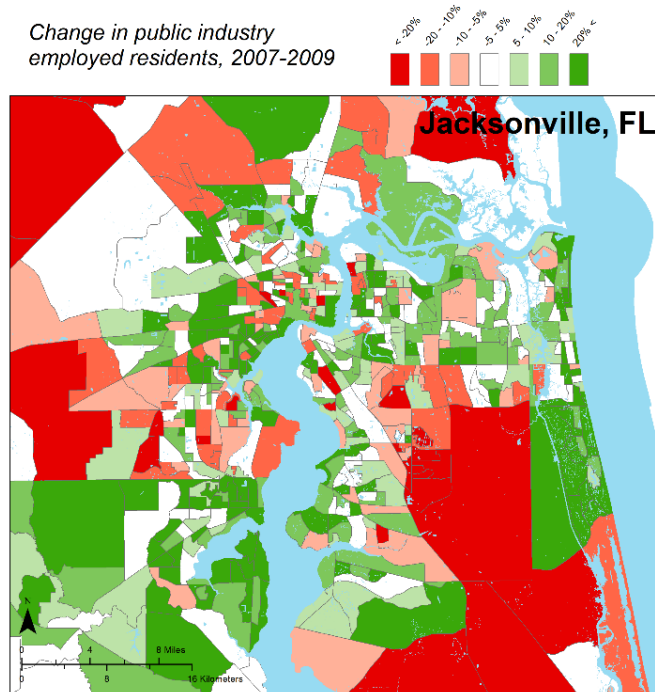 Change in public industry
employed residents, 2007-2009
< -20%
-20 - -10%
-10 - -5%
-5 - 5%
5 - 10%
10 - 20%
20% <
Jacksonville, FL
N
0 4 8 Miles
0 8 16 Kilometers